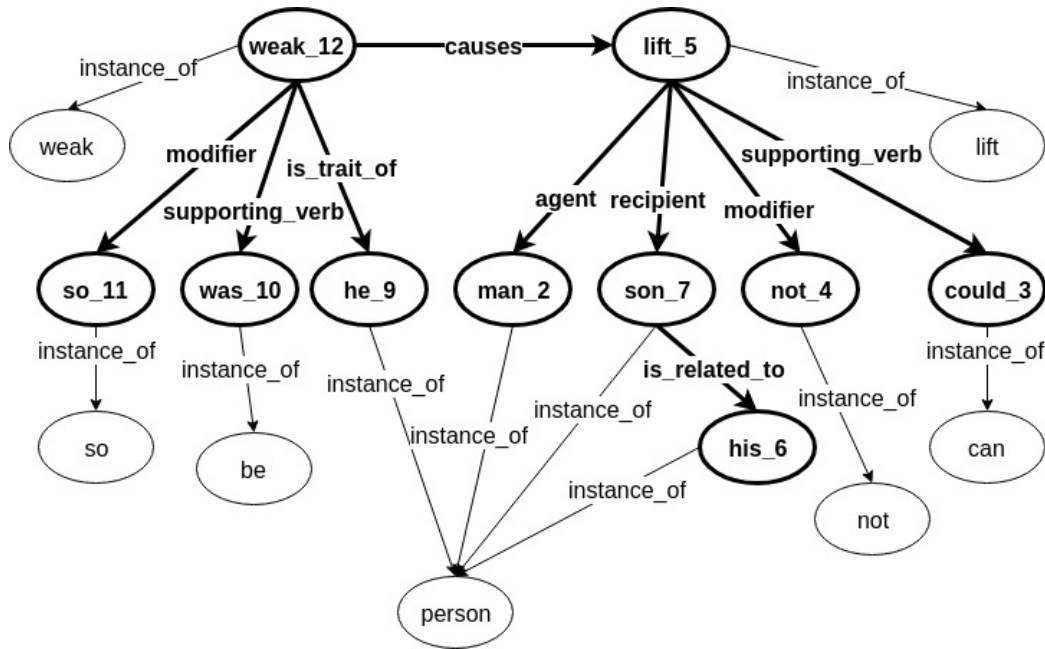 weak_12 causes lift_5
instance_of instance_of
weak modifier is_trait_of supporting_verb lift
supporting_verb agent recipient modifier
so_11 was_10 he_9 man_2 son_7 not_4 could_3
instance_of instance_of instance_of is_related_to instance_of
instance_of instance_of instance_of instance_of
so be his_6 can
instance_of not
person